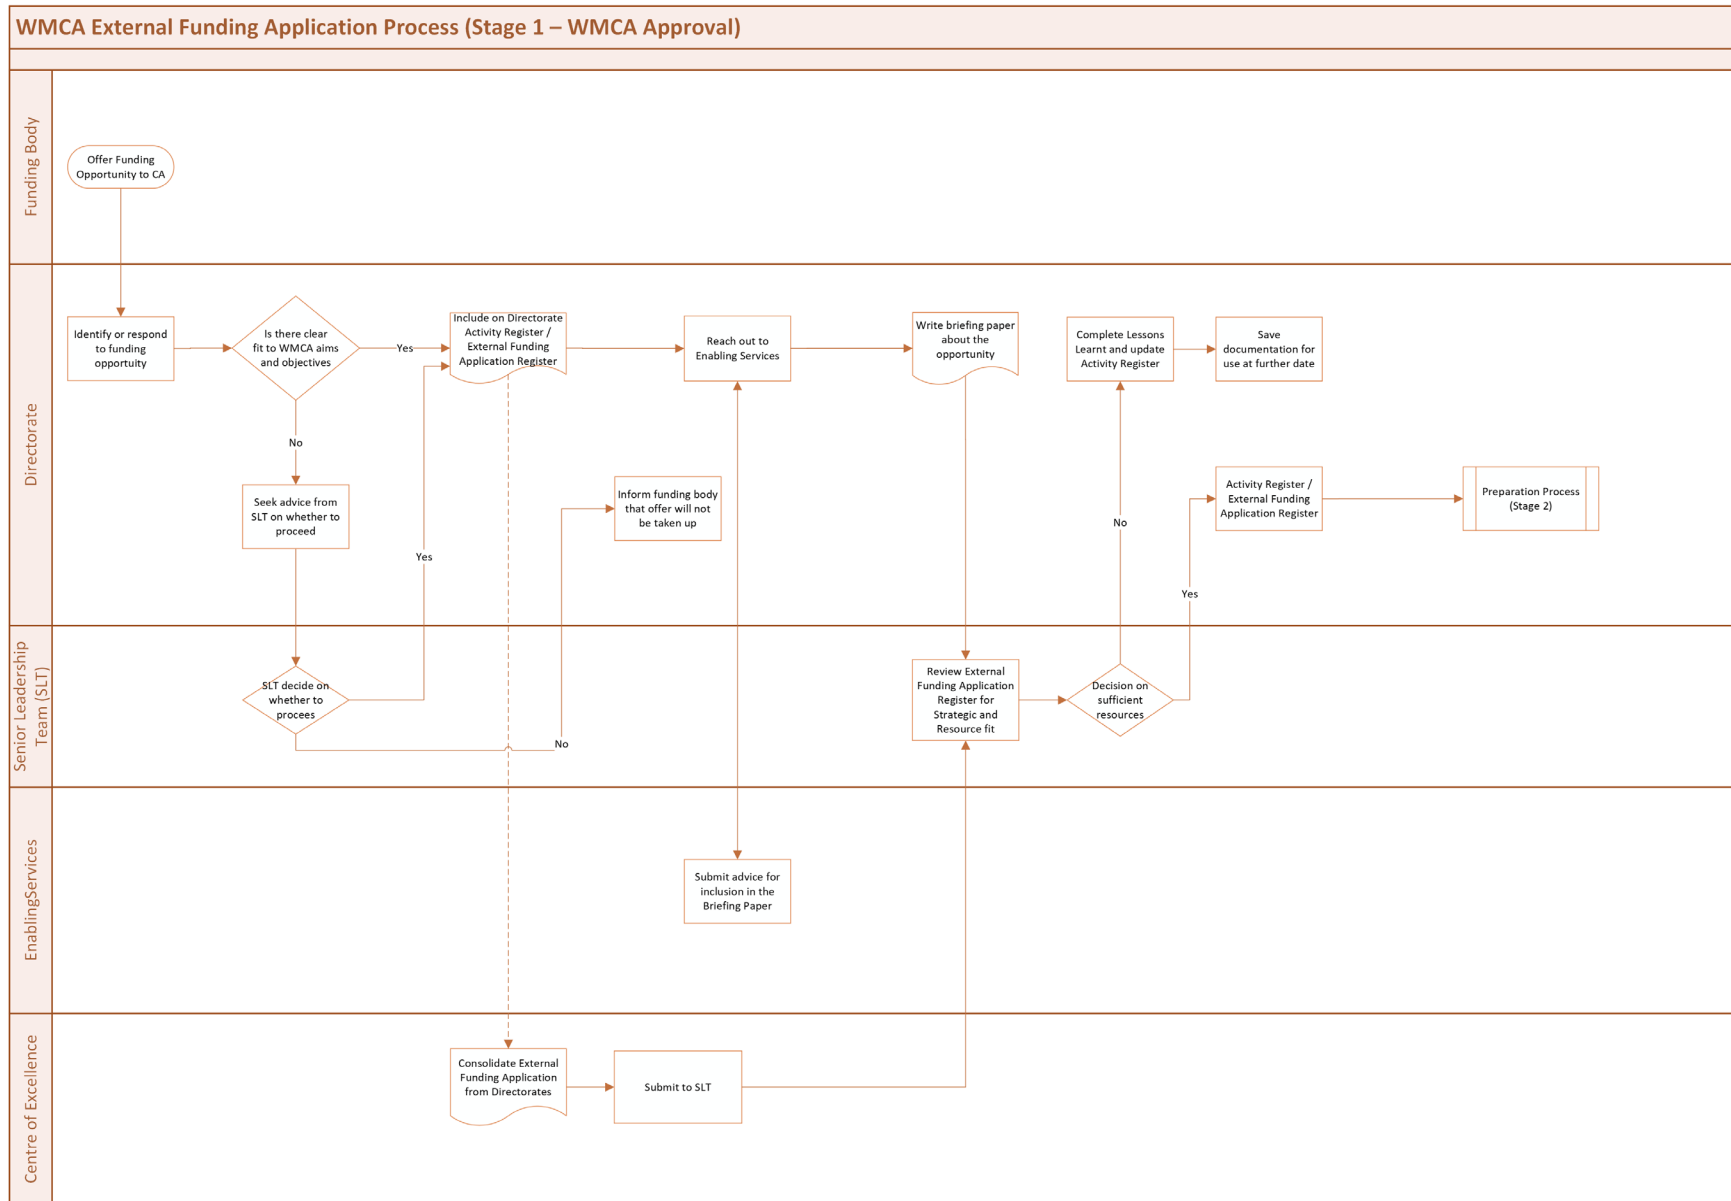 WMCA External Funding Application Process (Stage 1 – WMCA Approval)
Funding Body
Offer Funding
Opportunity to CA
Directorate
Identify or respond
to funding
opportuity
Is there clear
fit to WMCA aims
and objectives
Yes
No
Include on Directorate
Activity Register /
External Funding
Application Register
Reach out to
Enabling Services
Write briefing paper
about the
opportunity
Complete Lessons
Learnt and update
Activity Register
Save
documentation for
use at further date
Seek advice from
SLT on whether to
proceed
Yes
Inform funding body
that offer will not
be taken up
No
Activity Register /
External Funding
Application Register
Preparation Process
(Stage 2)
Yes
Senior Leadership
Team (SLT)
SLT decide on
whether to
procees
No
Review External
Funding Application
Register for
Strategic and
Resource fit
Decision on
sufficient
resources
EnablingServices
Submit advice for
inclusion in the
Briefing Paper
Centre of Excellence
Consolidate External
Funding Application
from Directorates
Submit to SLT